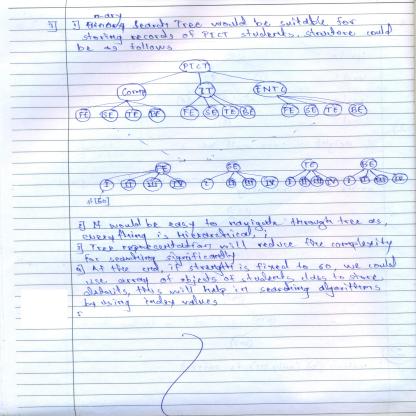 n-ary
3] 1] Search Tree would be suitable for
storing records of PICT students, structure could
be as follows
PICT
Comp IT ENTC
FE SE TE BE FE SE TE BE FE SE TE BE
FE SE TE BE
I II III IV I II III IV I II III IV I II III IV
[60]
2] It would be easy to navigate through tree as,
everything is Hierarchical;
3] Tree representation will reduce the complexity
for searching significantly
4] At the end, if strength is fixed to 60, we could
use array of objects of students class to store
details, this will help in searching algorithms
by using index values